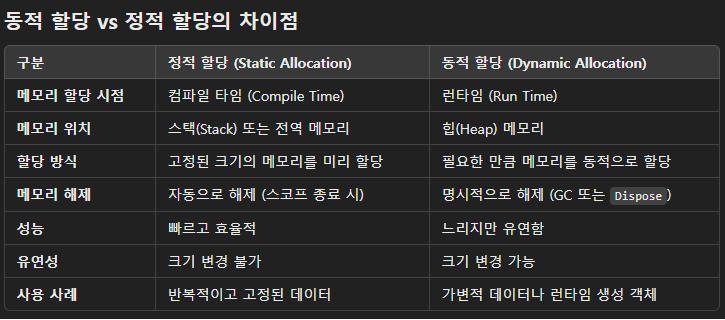 동적 할당 vs 정적 할당의 차이점
구분 정적 할당 (Static Allocation) 동적 할당 (Dynamic Allocation)
메모리 할당 시점 컴파일 타임 (Compile Time) 런타임 (Run Time)
메모리 위치 스택(Stack) 또는 전역 메모리 힙(Heap) 메모리
할당 방식 고정된 크기의 메모리를 미리 할당 필요한 만큼 메모리를 동적으로 할당
메모리 해제 자동으로 해제 (스코프 종료 시) 명시적으로 해제 (GC 또는 Dispose)
성능 빠르고 효율적 느리지만 유연함
유연성 크기 변경 불가 크기 변경 가능
사용 사례 반복적이고 고정된 데이터 가변적 데이터나 런타임 생성 객체